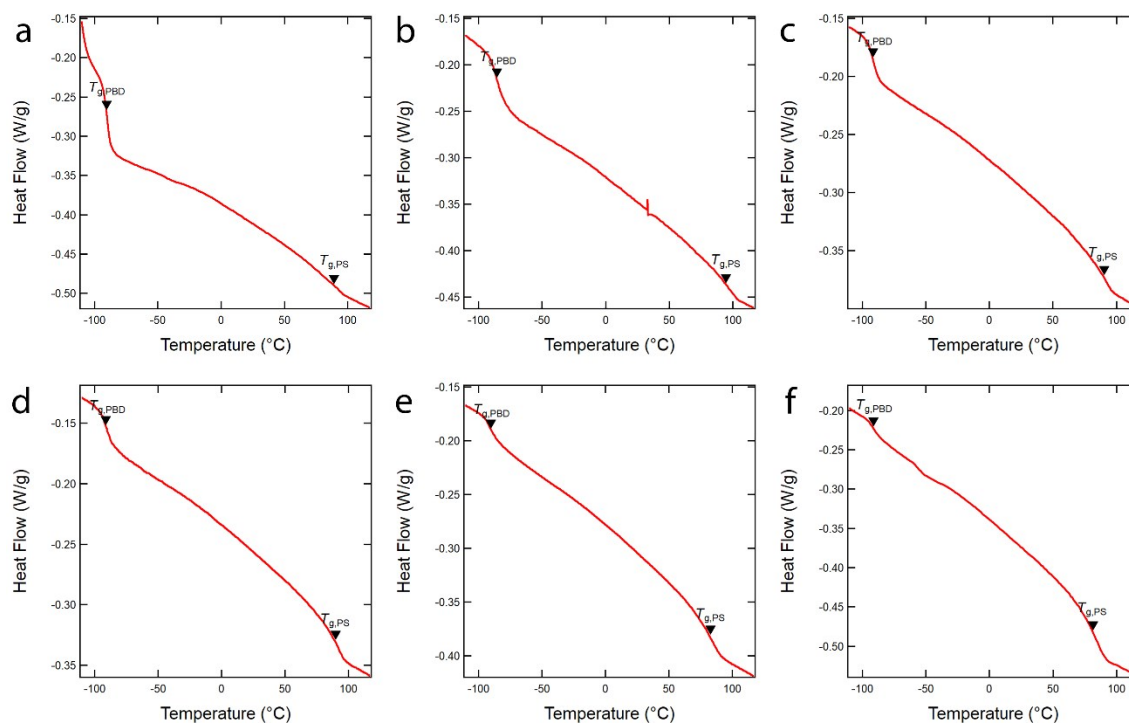 a
-0.15
-0.20
-0.25
-0.30
-0.35
-0.40
-0.45
-0.50
Heat Flow (W/g)
Tg,PBD
Tg,PS
-100 -50 0 50 100
Temperature (°C)
b
-0.15
-0.20
-0.25
-0.30
-0.35
-0.40
-0.45
Heat Flow (W/g)
Tg,PBD
Tg,PS
-100 -50 0 50 100
Temperature (°C)
c
-0.15
-0.20
-0.25
-0.30
-0.35
Heat Flow (W/g)
Tg,PBD
Tg,PS
-100 -50 0 50 100
Temperature (°C)
d
-0.15
-0.20
-0.25
-0.30
-0.35
Heat Flow (W/g)
Tg,PBD
Tg,PS
-100 -50 0 50 100
Temperature (°C)
e
-0.15
-0.20
-0.25
-0.30
-0.35
-0.40
Heat Flow (W/g)
Tg,PBD
Tg,PS
-100 -50 0 50 100
Temperature (°C)
f
-0.20
-0.25
-0.30
-0.35
-0.40
-0.45
-0.50
Heat Flow (W/g)
Tg,PBD
Tg,PS
-100 -50 0 50 100
Temperature (°C)